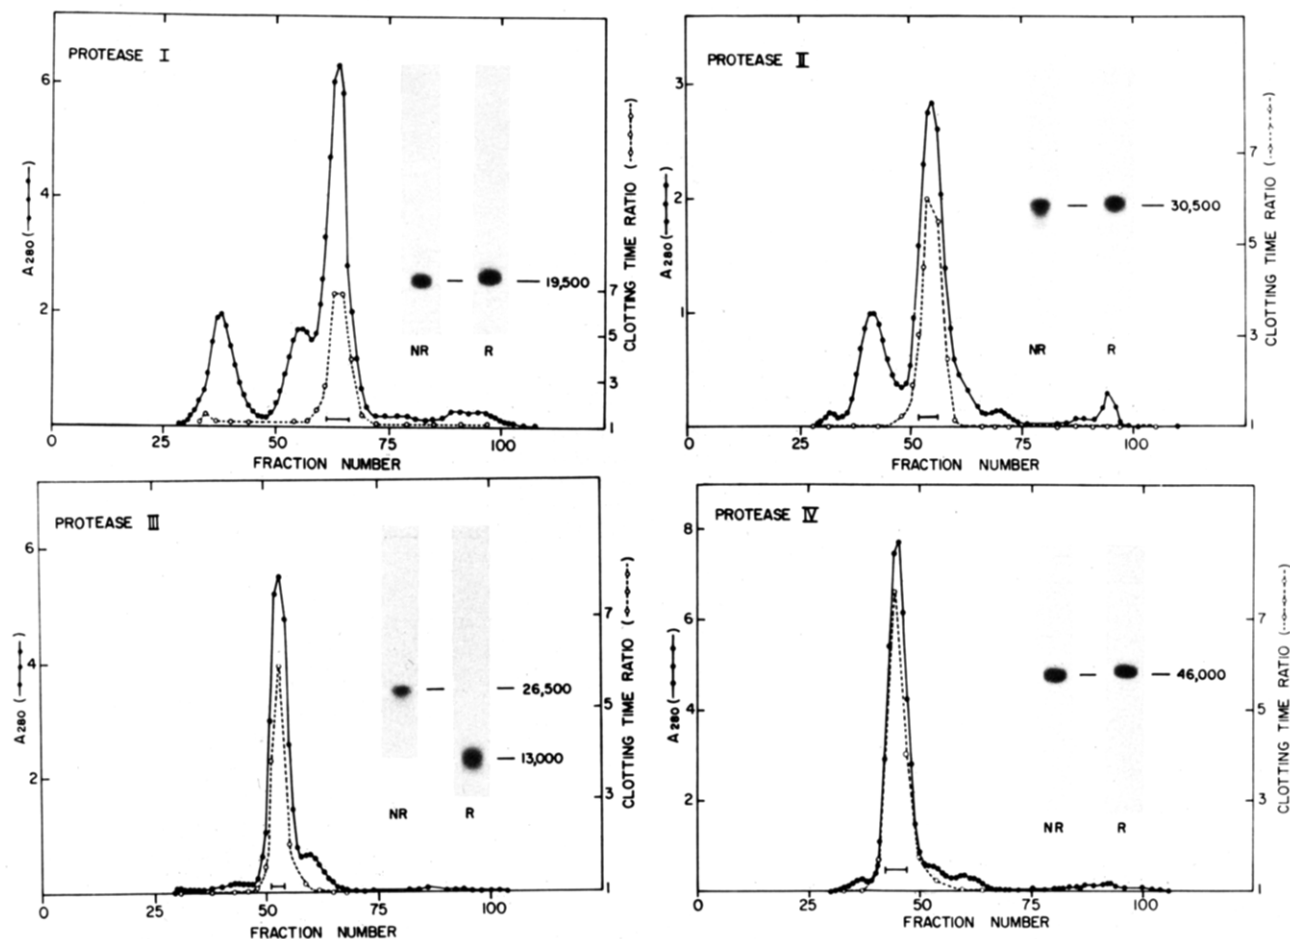 PROTEASE I
6
4
2
A280 (
)
CLOTTING TIME RATIO (
)
7
5
3
1
19,500
NR R
0 25 50 75 100
FRACTION NUMBER
PROTEASE II
3
2
1
A280 (
)
CLOTTING TIME RATIO (
)
7
5
3
1
30,500
NR R
0 25 50 75 100
FRACTION NUMBER
PROTEASE III
6
4
2
A280 (
)
CLOTTING TIME RATIO (
)
7
5
3
1
26,500
13,000
NR R
0 25 50 75 100
FRACTION NUMBER
PROTEASE IV
8
6
4
2
A280 (
)
CLOTTING TIME RATIO (
)
7
5
3
1
46,000
NR R
0 25 50 75 100
FRACTION NUMBER